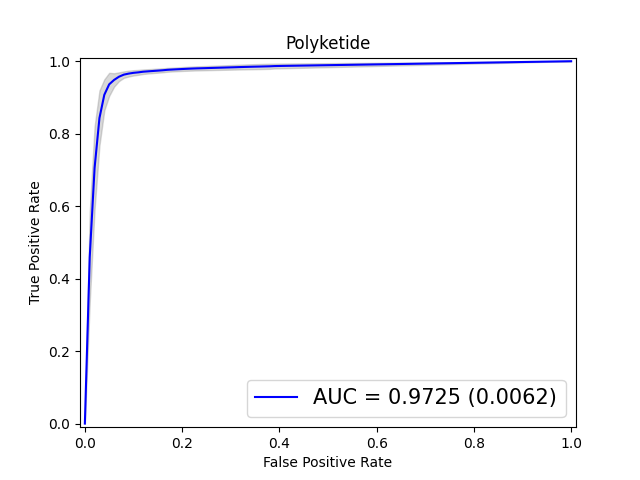 Polyketide
True Positive Rate
1.0
0.8
0.6
0.4
0.2
0.0
AUC = 0.9725 (0.0062)
0.0 0.2 0.4 0.6 0.8 1.0
False Positive Rate